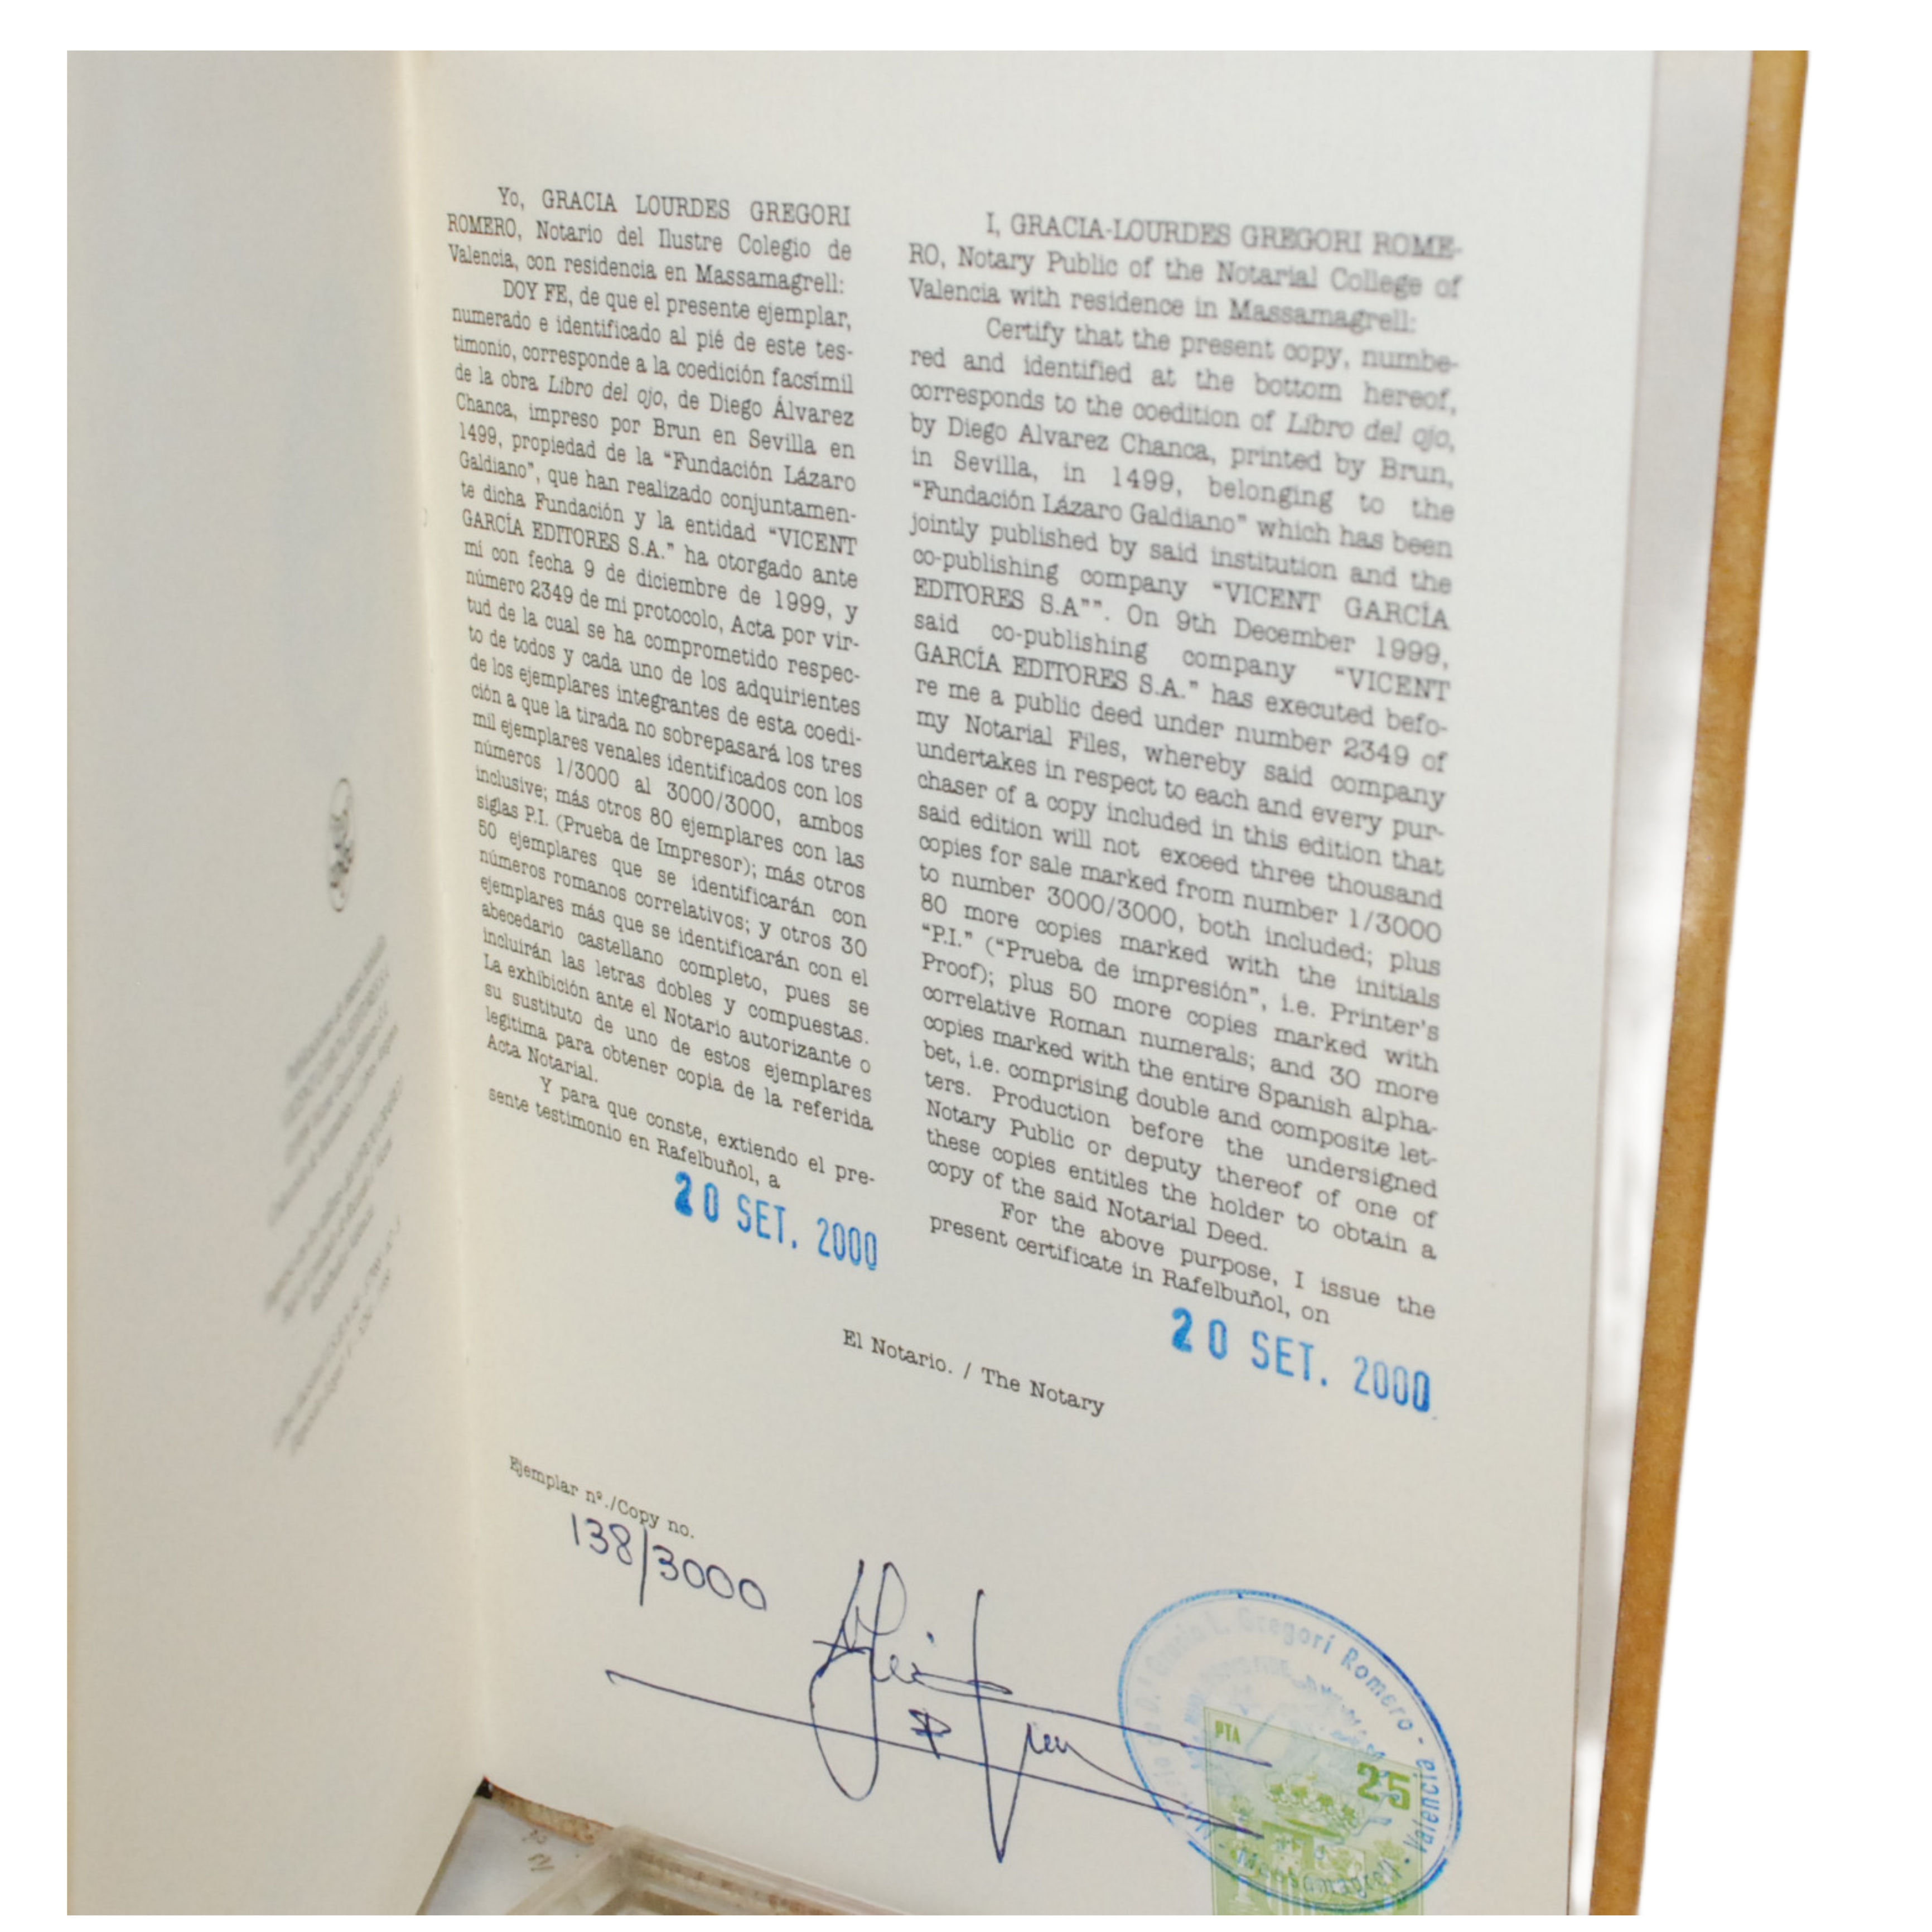 Yo, GRACIA LOURDES GREGORI
ROMERO, Notario del Ilustre Colegio de
Valencia, con residencia en Massamagrell:
DOY FE, de que el presente ejemplar,
numerado e identificado al pié de este tes-
timonio, corresponde a la coedición facsímil
de la obra Libro del ojo, de Diego Álvarez
Chanca, impreso por Brun en Sevilla en
1499, propiedad de la “Fundación Lázaro
Galdiano”, que han realizado conjuntamen-
te dicha Fundación y la entidad “VICENT
GARCÍA EDITORES S.A.” ha otorgado ante
mi con fecha 9 de diciembre de 1999, y
número 2349 de mi protocolo, Acta por vir-
tud de la cual se ha comprometido respec-
to de todos y cada uno de los adquirientes
de los ejemplares integrantes de esta coedi-
ción a que la tirada no sobrepasará los tres
mil ejemplares venales identificados con los
números 1/3000 al 3000/3000, ambos
inclusive; más otros 80 ejemplares con las
siglas P.I. (Prueba de Impresor); más otros
50 ejemplares que se identificarán con
números romanos correlativos; y otros 30
ejemplares más que se identificarán con el
abecedario castellano completo, pues se
incluirán las letras dobles y compuestas.
La exhibición ante el Notario autorizante o
su sustituto de uno de estos ejemplares
legitima para obtener copia de la referida
Acta Notarial.
Y para que conste, extiendo el pre-
sente testimonio en Rafelbuñol, a
20 SET. 2000
I, GRACIA-LOURDES GREGORI ROME-
RO, Notary Public of the Notarial College of
Valencia with residence in Massamagrell:
Certify that the present copy, numbe-
red and identified at the bottom hereof,
corresponds to the coedition of Libro del ojo,
by Diego Alvarez Chanca, printed by Brun,
in Sevilla, in 1499, belonging to the
“Fundación Lázaro Galdiano” which has been
jointly published by said institution and the
co-publishing company “VICENT GARCÍA
EDITORES S.A””. On 9th December 1999,
said co-publishing company “VICENT
GARCÍA EDITORES S.A.” has executed befo-
re me a public deed under number 2349 of
my Notarial Files, whereby said company
undertakes in respect to each and every pur-
chaser of a copy included in this edition that
said edition will not exceed three thousand
copies for sale marked from number 1/3000
to number 3000/3000, both included; plus
80 more copies marked with the initials
“P.I.” (“Prueba de impresión”, i.e. Printer's
Proof); plus 50 more copies marked with
correlative Roman numerals; and 30 more
copies marked with the entire Spanish alpha-
bet, i.e. comprising double and composite let-
ters. Production before the undersigned
Notary Public or deputy thereof of one of
these copies entitles the holder to obtain a
copy of the said Notarial Deed.
For the above purpose, I issue the
present certificate in Rafelbuñol, on
20 SET. 2000
El Notario. / The Notary
Ejemplar nº./Copy no.
138/3000
Gracia L. Gregorí Romero - Valencia - Massamagrell
PTA
25